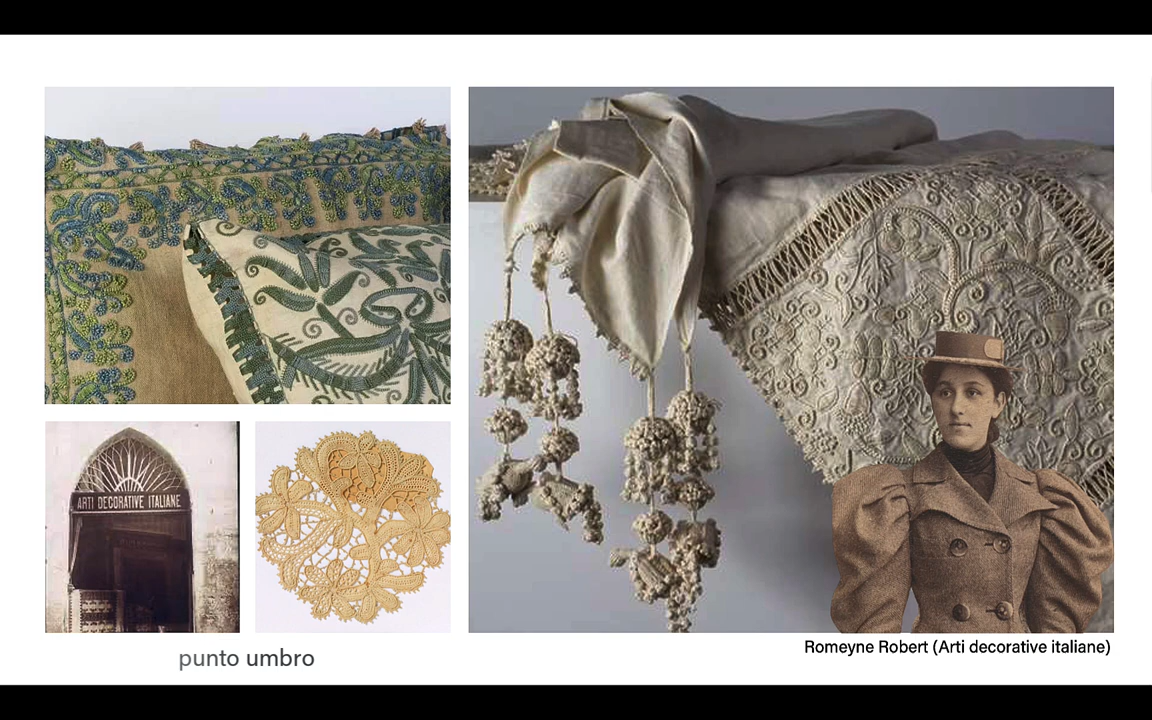 ARTI DECORATIVE ITALIANE
punto umbro
Romeyne Robert (Arti decorative italiane)